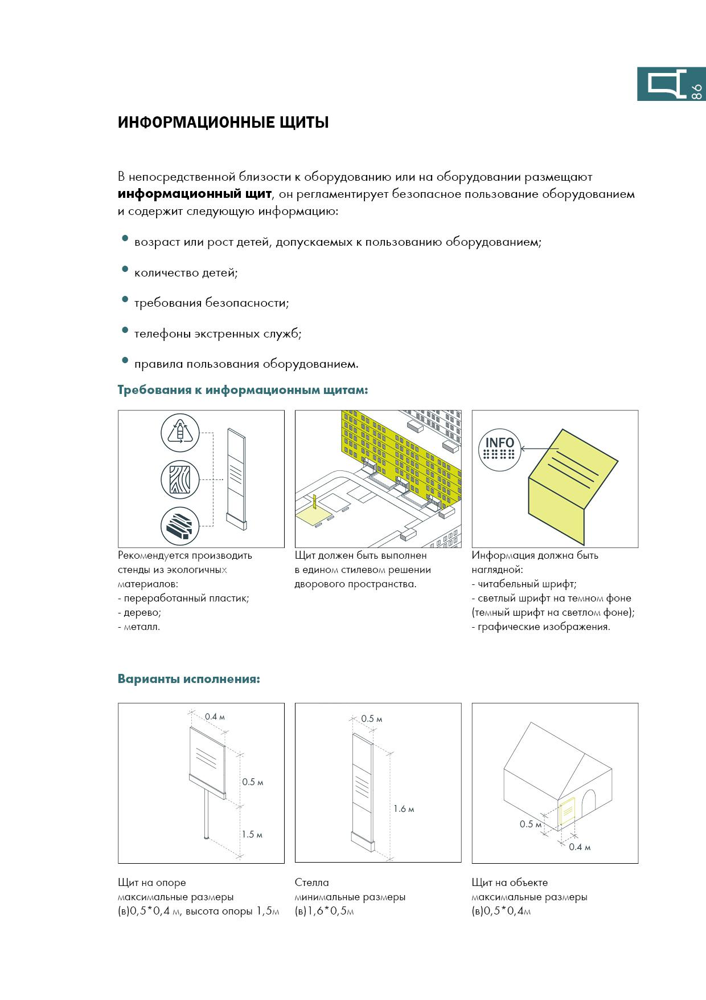 86
ИНФОРМАЦИОННЫЕ ЩИТЫ
В непосредственной близости к оборудованию или на оборудовании размещают
информационный щит, он регламентирует безопасное пользование оборудованием
и содержит следующую информацию:
• возраст или рост детей, допускаемых к пользованию оборудованием;
• количество детей;
• требования безопасности;
• телефоны экстренных служб;
• правила пользования оборудованием.
Требования к информационным щитам:
INFO
Рекомендуется производить
стенды из экологичных
материалов:
- переработанный пластик;
- дерево;
- металл.
Щит должен быть выполнен
в едином стилевом решении
дворового пространства.
Информация должна быть
наглядной:
- читабельный шрифт;
- светлый шрифт на темном фоне
(темный шрифт на светлом фоне);
- графические изображения.
Варианты исполнения:
0.4 м
0.5 м
1.5 м
0.5 м
1.6 м
0.5 м
0.4 м
Щит на опоре
максимальные размеры
(в)0,5*0,4 м, высота опоры 1,5м
Стелла
минимальные размеры
(в)1,6*0,5м
Щит на объекте
максимальные размеры
(в)0,5*0,4м